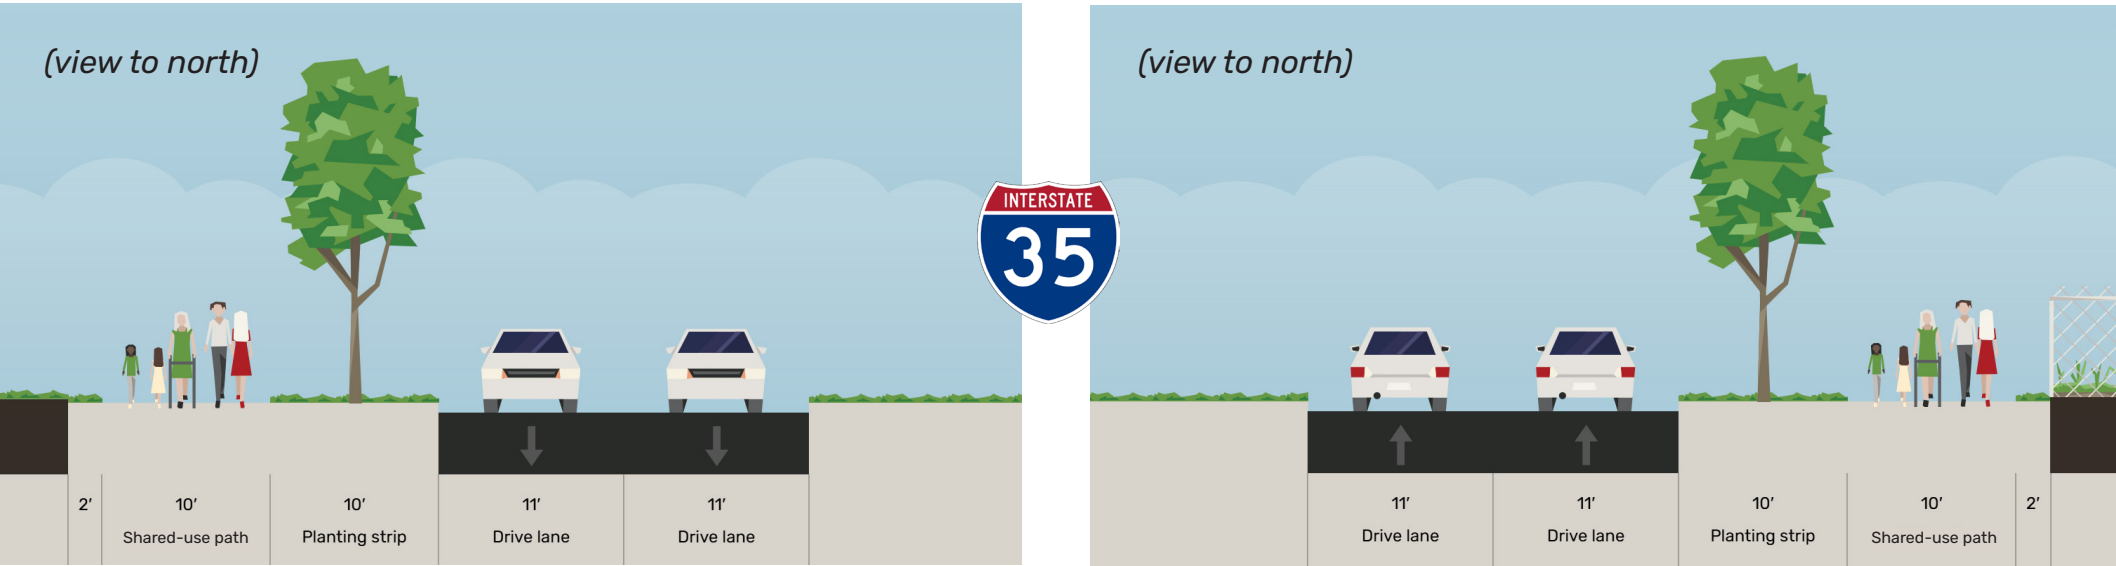 (view to north)
2' 10' 10' 11' 11'
Shared-use path Planting strip Drive lane Drive lane
INTERSTATE
35
(view to north)
11' 11' 10' 10' 2'
Drive lane Drive lane Planting strip Shared-use path